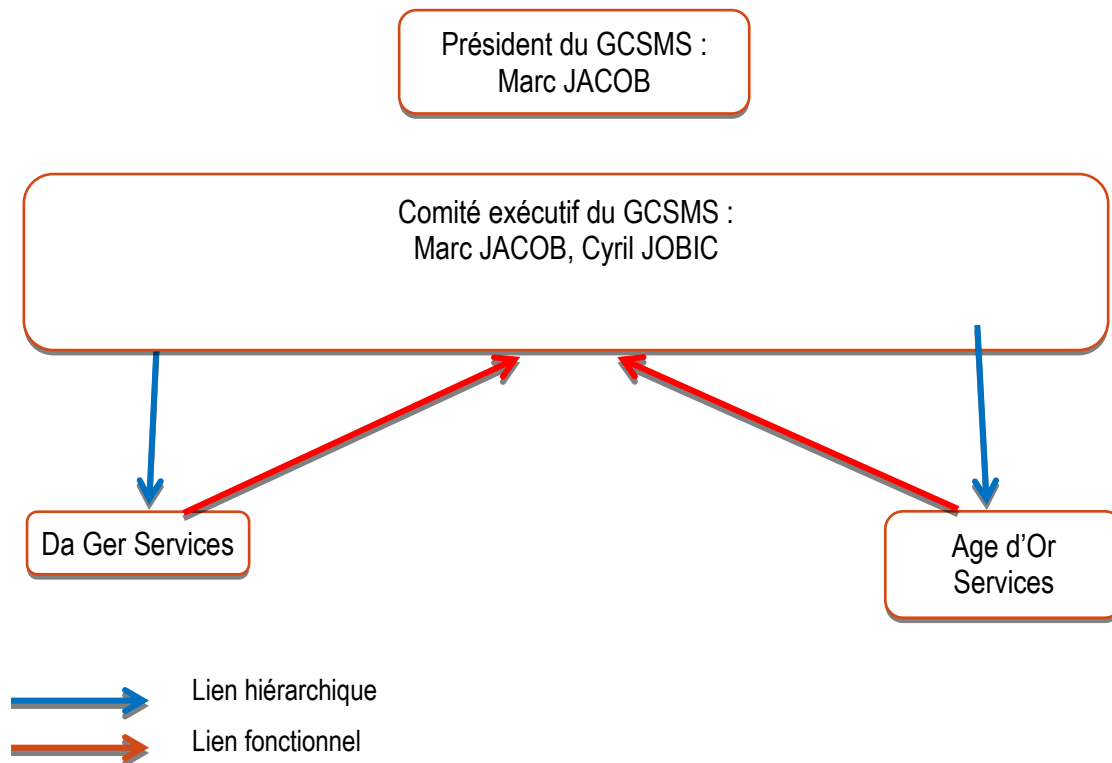 Président du GCSMS :
Marc JACOB
Comité exécutif du GCSMS :
Marc JACOB, Cyril JOBIC
Da Ger Services
Age d’Or
Services
Lien hiérarchique
Lien fonctionnel